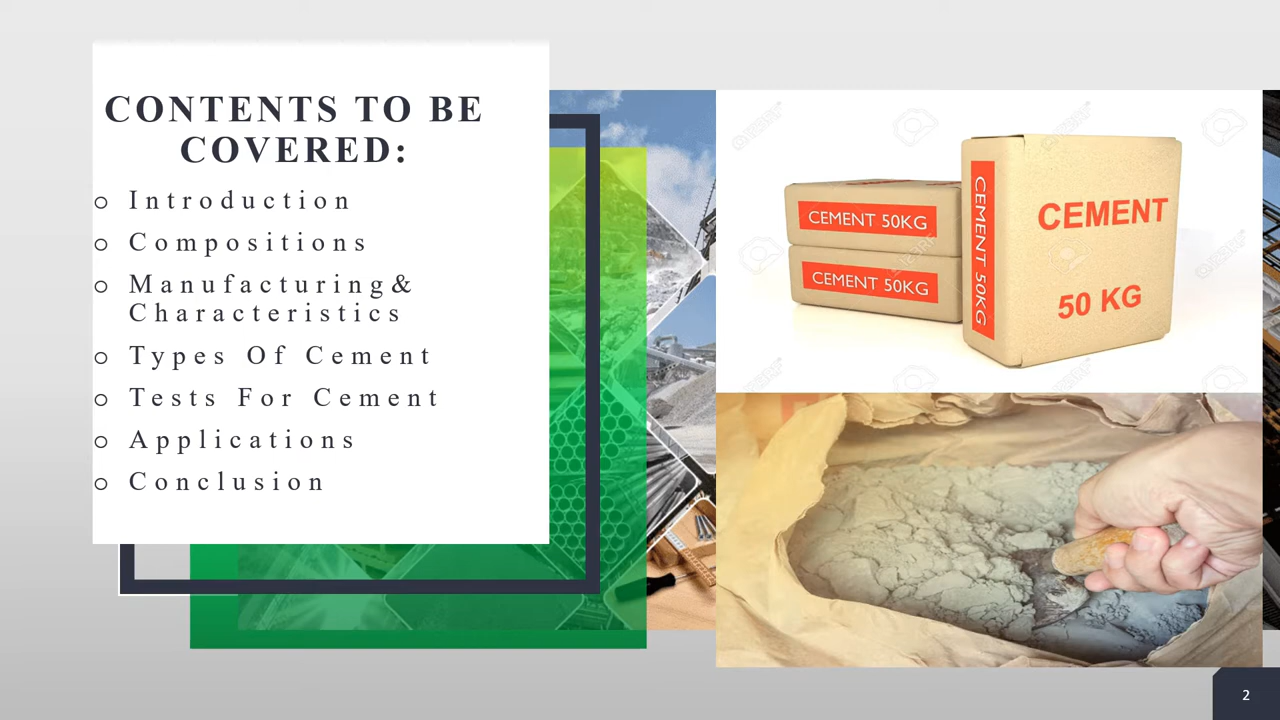 CONTENTS TO BE
COVERED:
o Introduction
o Compositions
o Manufacturing&
Characteristics
o Types Of Cement
o Tests For Cement
o Applications
o Conclusion
CEMENT 50KG
CEMENT 50KG
CEMENT 50KG
CEMENT
50 KG
2